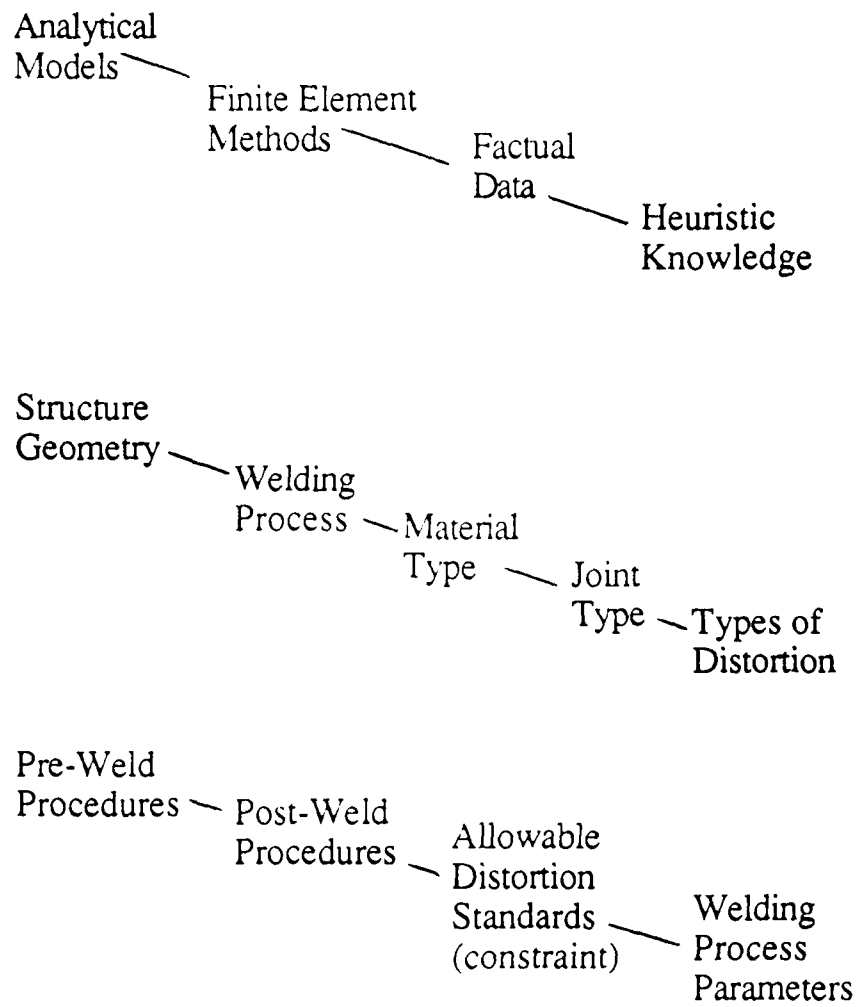 Analytical
Models
Finite Element
Methods
Factual
Data
Heuristic
Knowledge
Structure
Geometry
Welding
Process
Material
Type
Joint
Type
Types of
Distortion
Pre-Weld
Procedures
Post-Weld
Procedures
Allowable
Distortion
Standards
(constraint)
Welding
Process
Parameters